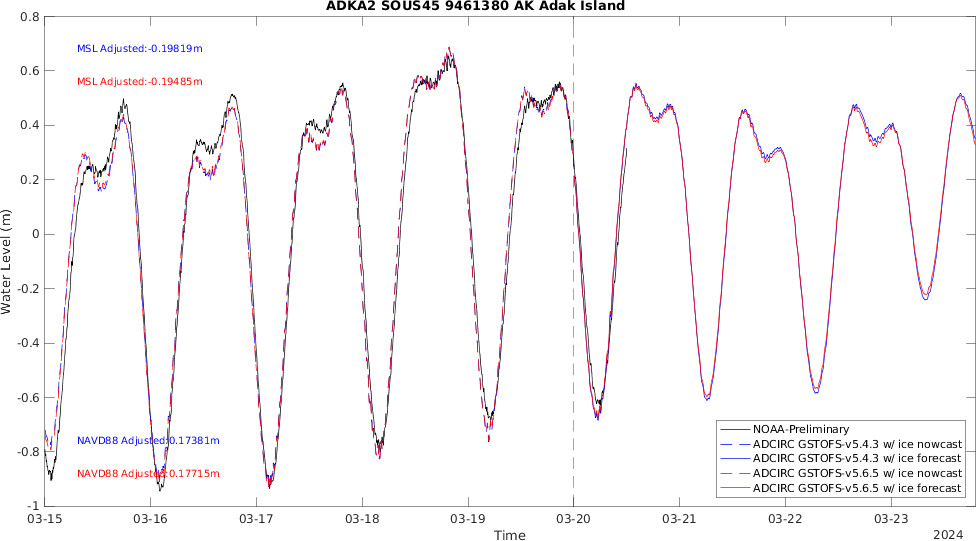 ADKA2 SOUS45 9461380 AK Adak Island
0.8
MSL Adjusted:-0.19819m
0.6
MSL Adjusted:-0.19485m
0.4
0.2
0
Water Level (m)
-0.2
-0.4
-0.6
NOAA-Preliminary
NAVD88 Adjusted:0.17381m
ADCIRC GSTOFS-v5.4.3 w/ ice nowcast
-0.8
ADCIRC GSTOFS-v5.4.3 w/ ice forecast
NAVD88 Adjusted:0.17715m
ADCIRC GSTOFS-v5.6.5 w/ ice nowcast
ADCIRC GSTOFS-v5.6.5 w/ ice forecast
-1
03-15 03-16 03-17 03-18 03-19 03-20 03-21 03-22 03-23
Time
2024